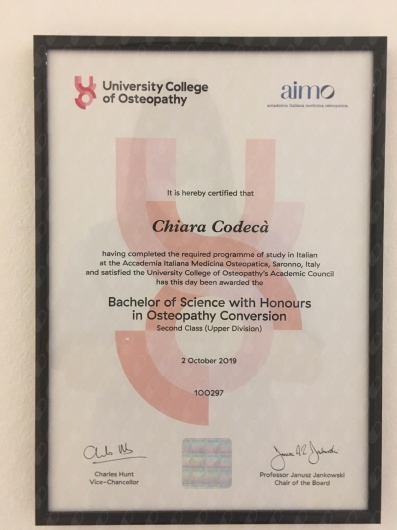 University College
of Osteopathy
aimo
accademia italiana medicina osteopatica
It is hereby certified that
Chiara Codecà
having completed the required programme of study in Italian
at the Accademia Italiana Medicina Osteopatica, Saronno, Italy
and satisfied the University College of Osteopathy's Academic Council
has this day been awarded the
Bachelor of Science with Honours
in Osteopathy Conversion
Second Class (Upper Division)
2 October 2019
100297
Charles Hunt
Vice-Chancellor
Professor Janusz Jankowski
Chair of the Board